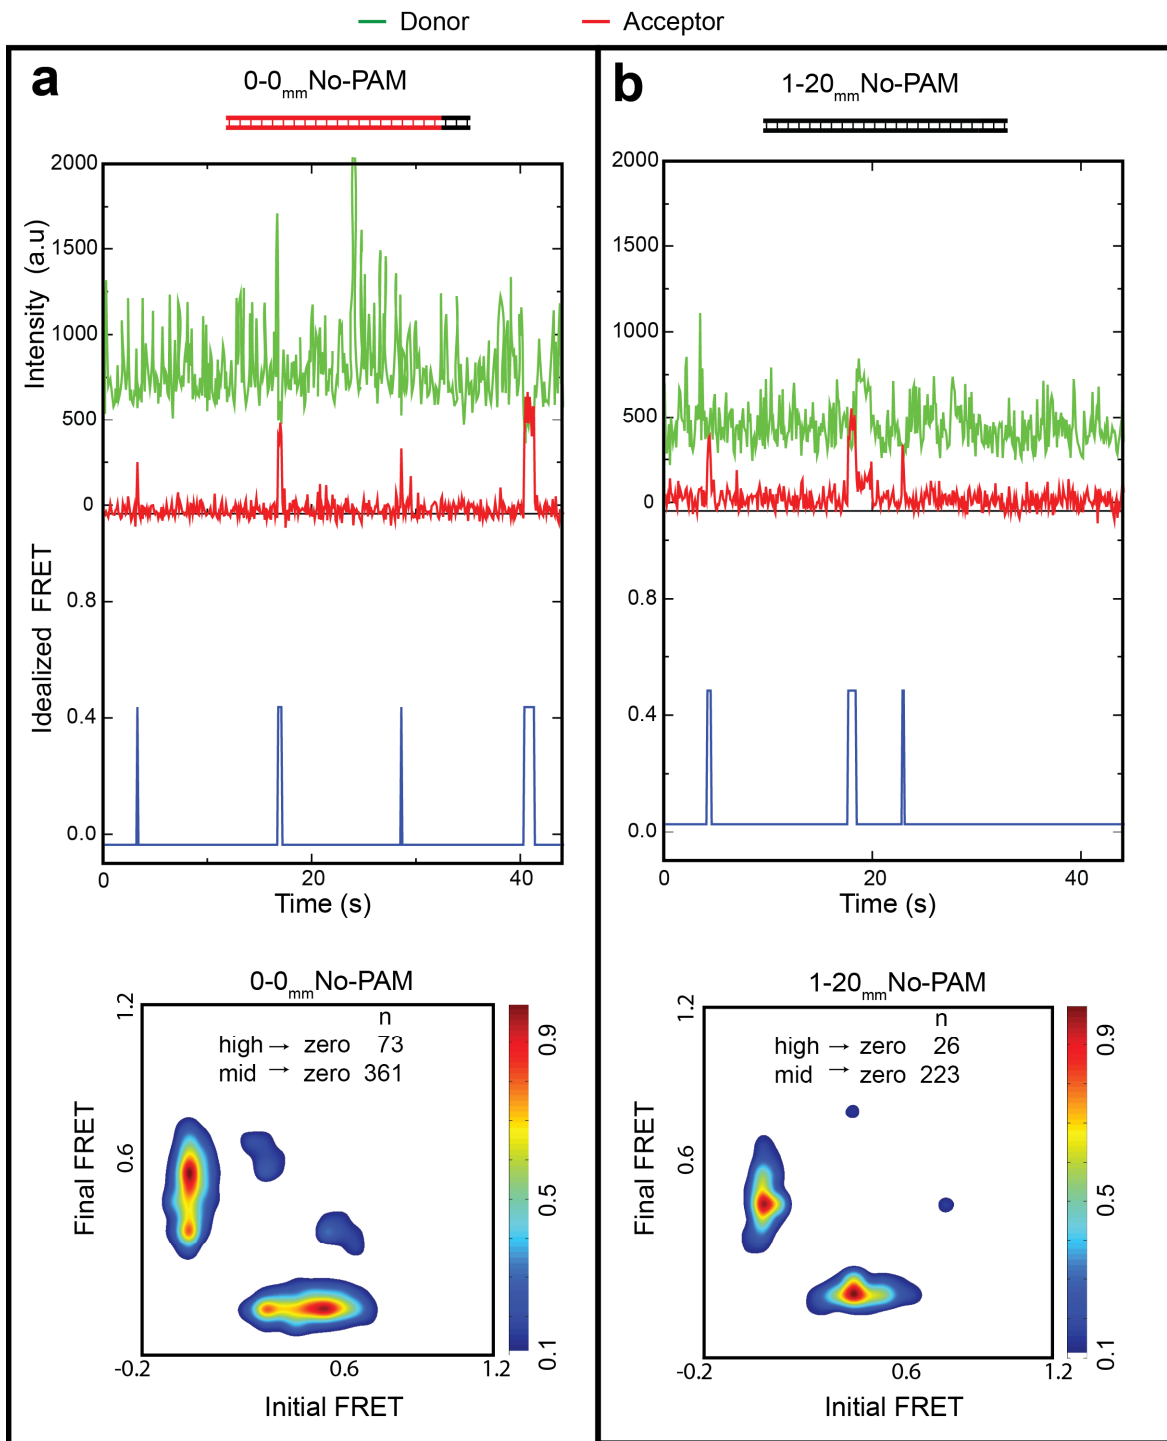 Donor Acceptor
a
0-0mmNo-PAM
2000
1500
1000
500
0
Intensity (a.u)
0.8
0.4
0.0
Idealized FRET
0 20 40
Time (s)
0-0mmNo-PAM
n
high → zero 73
mid → zero 361
1.2
0.6
Final FRET
-0.2 0.6 1.2
Initial FRET
0.9
0.5
0.1
b
1-20mmNo-PAM
2000
1500
1000
500
0
0.8
0.4
0.0
0 20 40
Time (s)
1-20mmNo-PAM
n
high → zero 26
mid → zero 223
1.2
0.6
Final FRET
-0.2 0.6 1.2
Initial FRET
0.9
0.5
0.1